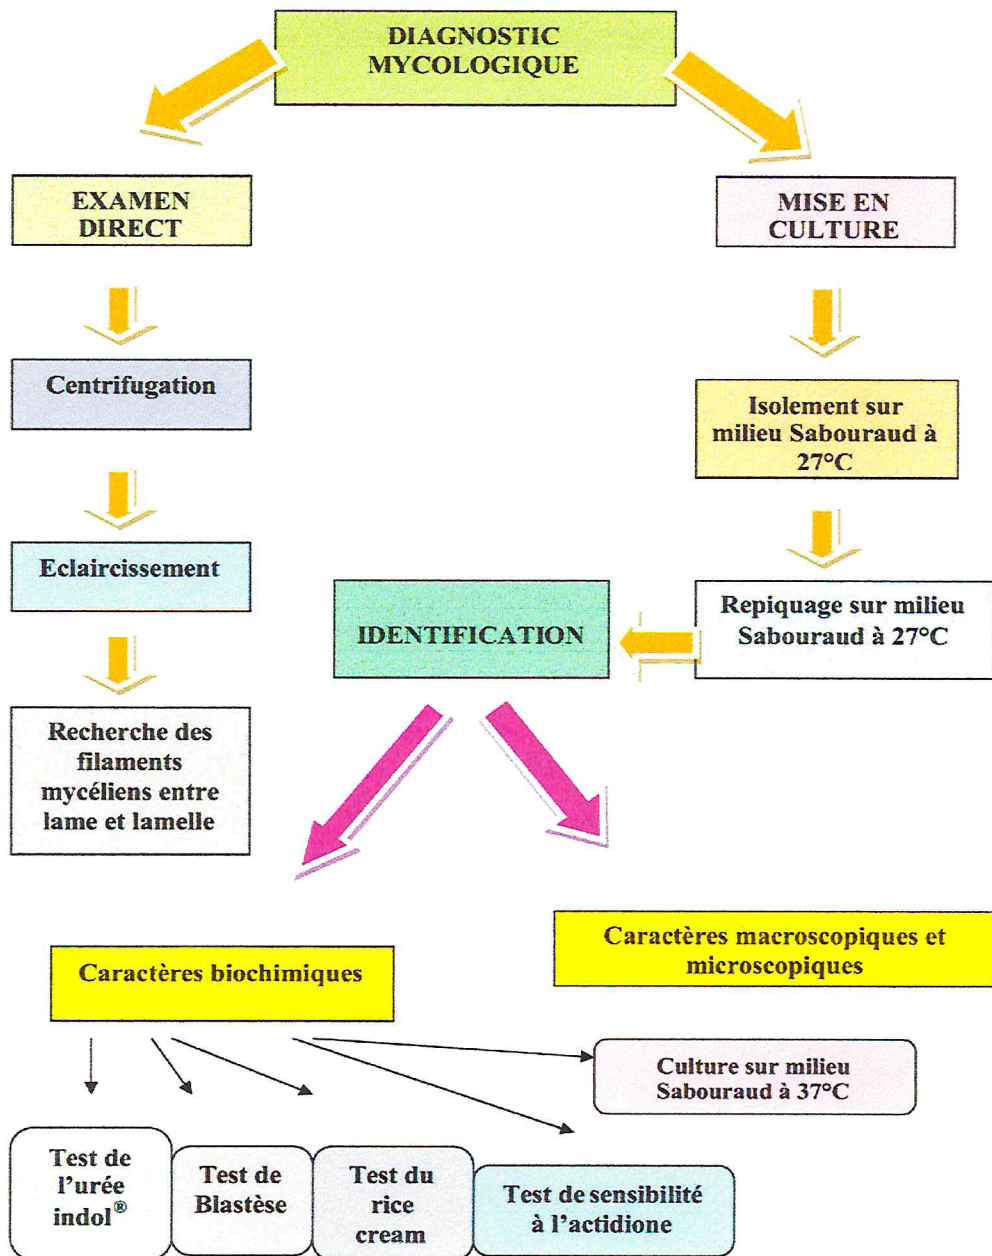 DIAGNOSTIC
MYCOLOGIQUE
EXAMEN
DIRECT
MISE EN
CULTURE
Centrifugation
Isolement sur
milieu Sabouraud à
27°C
Eclaircissement
Repiquage sur milieu
Sabouraud à 27°C
IDENTIFICATION
Recherche des
filaments
mycéliens entre
lame et lamelle
Caractères macroscopiques et
microscopiques
Caractères biochimiques
Culture sur milieu
Sabouraud à 37°C
Test de
l'urée
indol®
Test de
Blastèse
Test du
rice
cream
Test de sensibilité
à l'actidione